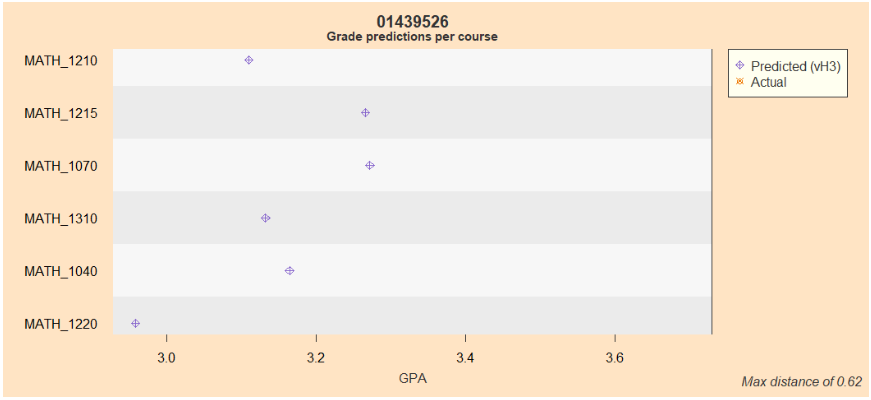 01439526
Grade predictions per course
MATH_1210
MATH_1215
MATH_1070
MATH_1310
MATH_1040
MATH_1220
3.0 3.2 3.4 3.6
GPA
Predicted (vH3)
Actual
Max distance of 0.62